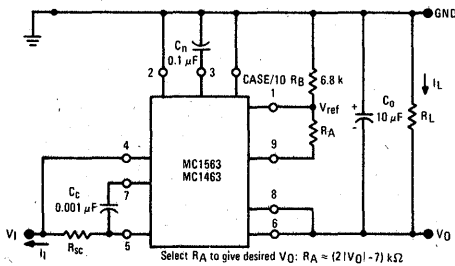 GND
Cn
0.1 µF
2
3
CASE/10
RB
6.8 k
1
Vref
RA
9
4
7
MC1563
MC1463
CC
0.001 µF
8
6
5
VI
II
Rsc
Co
10 µF
+
-
IL
RL
VO
Select RA to give desired VO: RA ≈ (2|VO| -7) kΩ